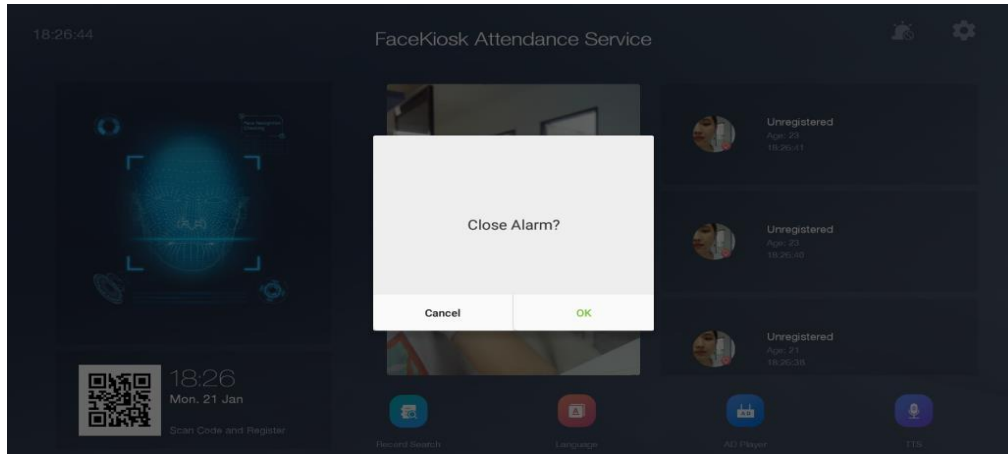 18:26:44
FaceKiosk Attendance Service
Unregistered
Age: 23
18:26:41
Close Alarm?
Unregistered
Age: 23
18:26:40
Cancel
OK
Unregistered
Age: 21
18:26:38
18:26
Mon. 21 Jan
Scan Code and Register
Record Search
Language
AD Player
TTS